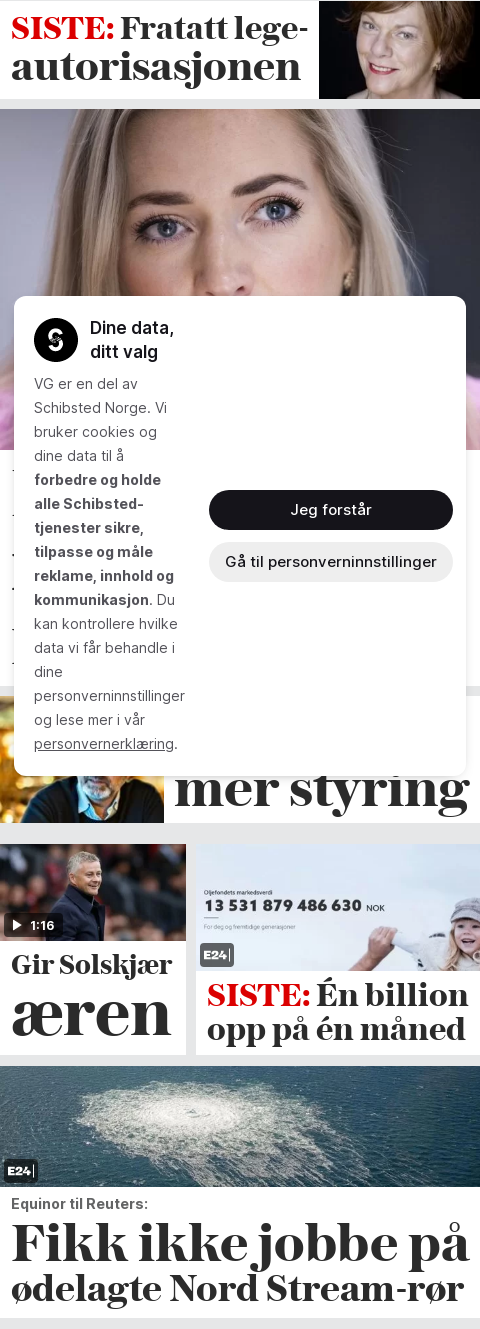 SISTE: Fratatt lege-
autorisasjonen
Dine data,
ditt valg
VG er en del av
Schibsted Norge. Vi
bruker cookies og
dine data til å
forbedre og holde
alle Schibsted-
tjenester sikre,
tilpasse og måle
reklame, innhold og
kommunikasjon. Du
kan kontrollere hvilke
data vi får behandle i
dine
personverninnstillinger
og lese mer i vår
personvernerklæring.
Jeg forstår
Gå til personverninnstillinger
mer styring
1:16
Gir Solskjær
æren
Oljefondets markedsverdi
13 531 879 486 630 NOK
For deg og fremtidige generasjoner
E24
SISTE: Én billion
opp på én måned
E24
Equinor til Reuters:
Fikk ikke jobbe på
ødelagte Nord Stream-rør